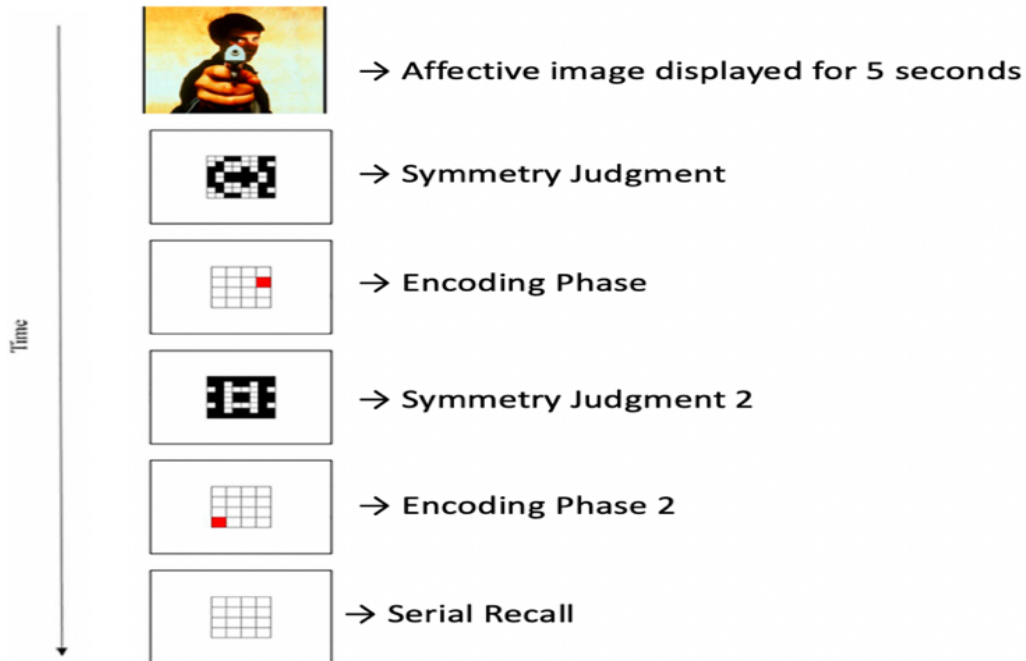 → Affective image displayed for 5 seconds
→ Symmetry Judgment
→ Encoding Phase
Time
→ Symmetry Judgment 2
→ Encoding Phase 2
→ Serial Recall